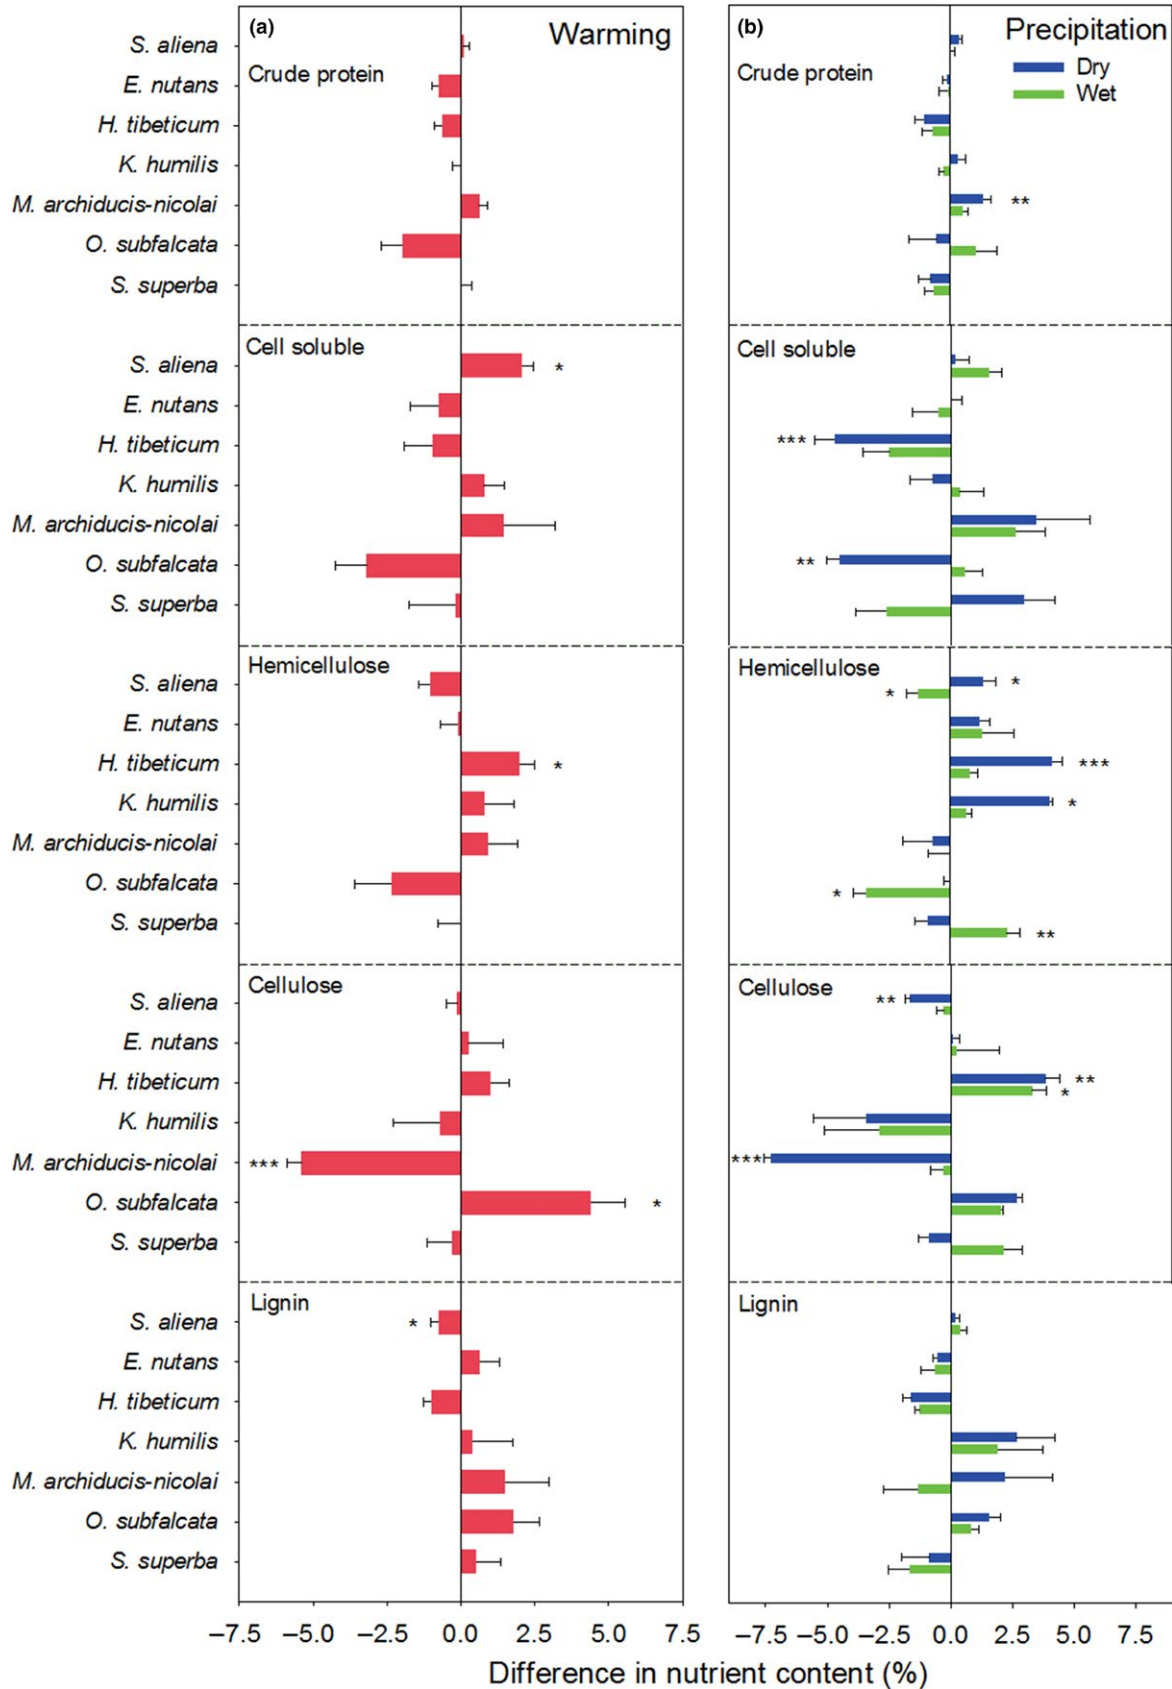 (a) Warming
(b) Precipitation
Dry
Wet
Crude protein
Crude protein
S. aliena
E. nutans
H. tibeticum
K. humilis
M. archiducis-nicolai **
O. subfalcata
S. superba
Cell soluble
Cell soluble
S. aliena *
E. nutans
H. tibeticum ***
K. humilis
M. archiducis-nicolai
O. subfalcata **
S. superba
Hemicellulose
Hemicellulose
S. aliena * *
E. nutans
H. tibeticum * ***
K. humilis *
M. archiducis-nicolai
O. subfalcata *
S. superba **
Cellulose
Cellulose
S. aliena **
E. nutans
H. tibeticum ** *
K. humilis
M. archiducis-nicolai *** ***
O. subfalcata *
S. superba
Lignin
Lignin
S. aliena *
E. nutans
H. tibeticum
K. humilis
M. archiducis-nicolai
O. subfalcata
S. superba
–7.5 –5.0 –2.5 0.0 2.5 5.0 7.5
–7.5 –5.0 –2.5 0.0 2.5 5.0 7.5
Difference in nutrient content (%)